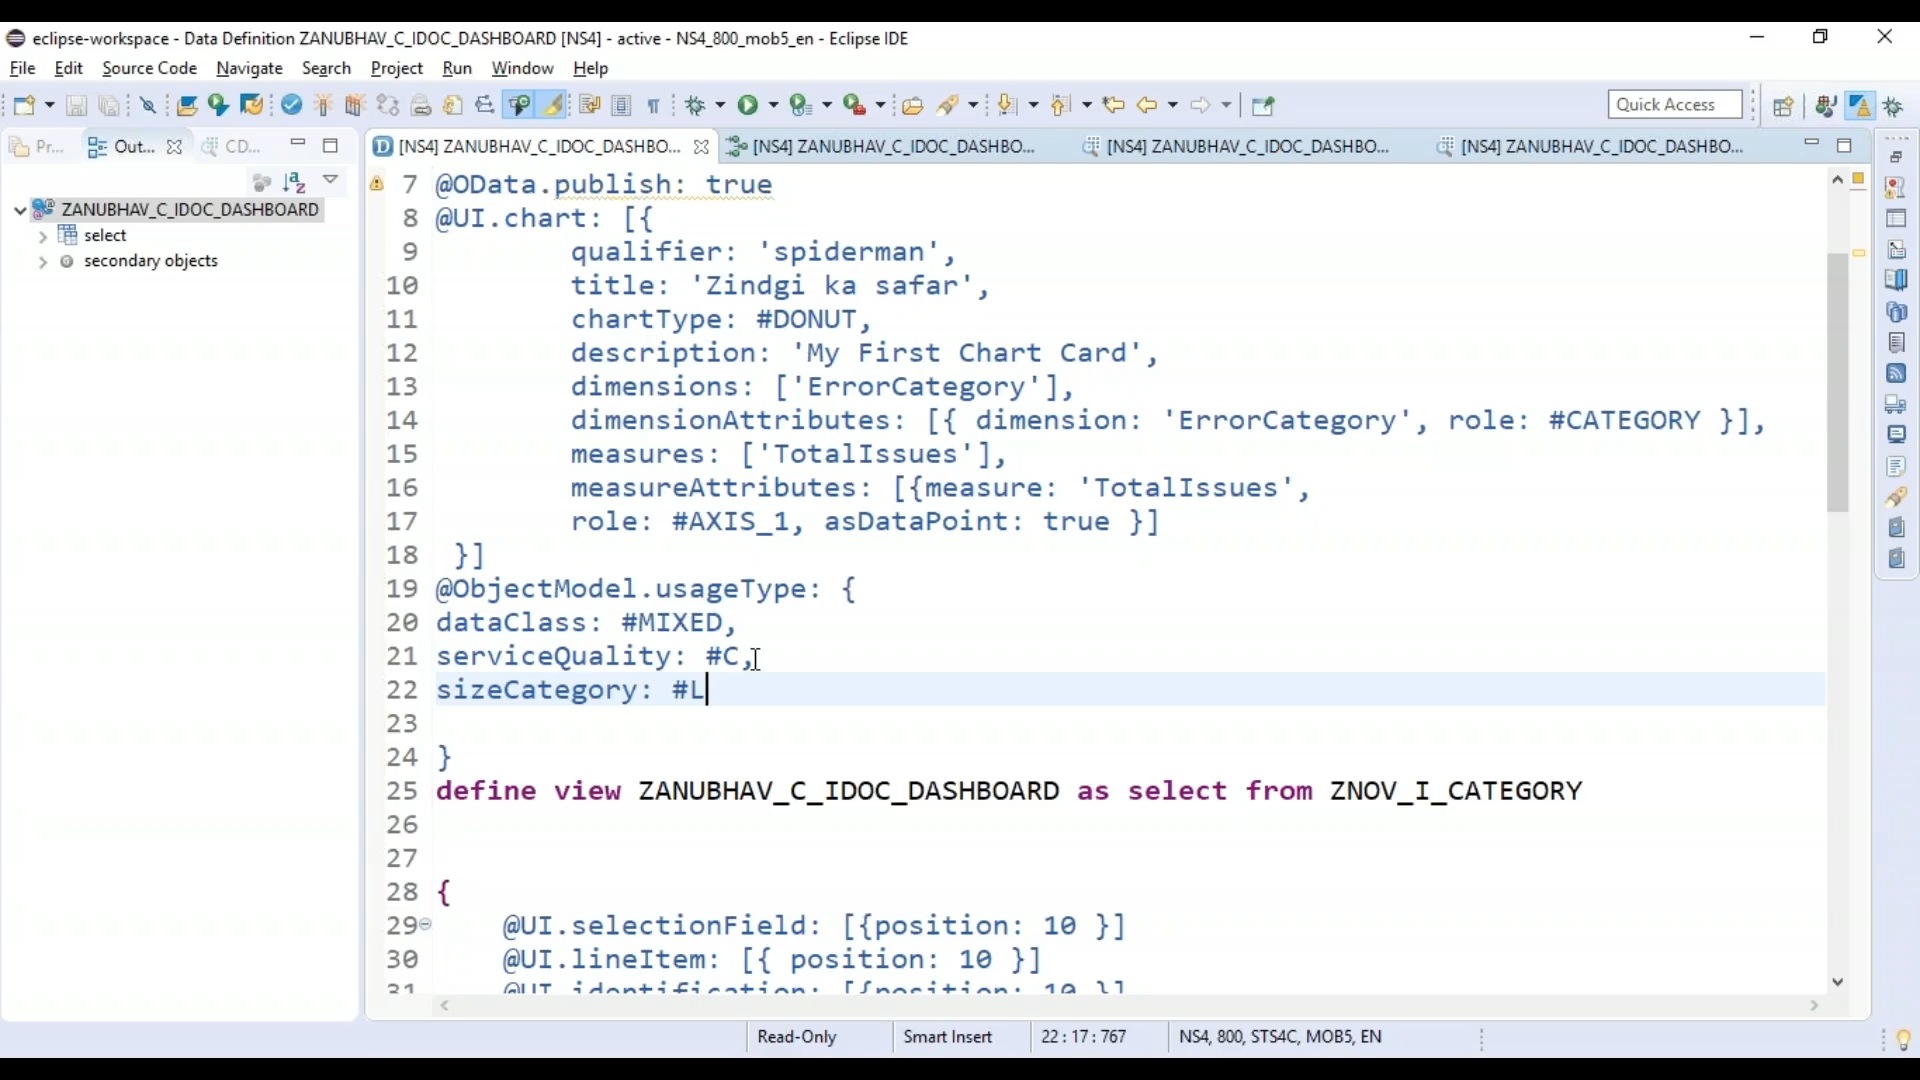 eclipse-workspace - Data Definition ZANUBHAV_C_IDOC_DASHBOARD [NS4] - active - NS4_800_mob5_en - Eclipse IDE
File Edit Source Code Navigate Search Project Run Window Help
Quick Access
Pr... Out... CD...
[NS4] ZANUBHAV_C_IDOC_DASHBO... [NS4] ZANUBHAV_C_IDOC_DASHBO... [NS4] ZANUBHAV_C_IDOC_DASHBO... [NS4] ZANUBHAV_C_IDOC_DASHBO...
ZANUBHAV_C_IDOC_DASHBOARD
select
secondary objects
7 @OData.publish: true
8 @UI.chart: [{
9 qualifier: 'spiderman',
10 title: 'Zindgi ka safar',
11 chartType: #DONUT,
12 description: 'My First Chart Card',
13 dimensions: ['ErrorCategory'],
14 dimensionAttributes: [{ dimension: 'ErrorCategory', role: #CATEGORY }],
15 measures: ['TotalIssues'],
16 measureAttributes: [{measure: 'TotalIssues',
17 role: #AXIS_1, asDataPoint: true }]
18 }]
19 @ObjectModel.usageType: {
20 dataClass: #MIXED,
21 serviceQuality: #C,
22 sizeCategory: #L
23
24 }
25 define view ZANUBHAV_C_IDOC_DASHBOARD as select from ZNOV_I_CATEGORY
26
27
28 {
29 @UI.selectionField: [{position: 10 }]
30 @UI.lineItem: [{ position: 10 }]
31 @UI.identification: [{position: 10 }]
Read-Only Smart Insert 22 : 17 : 767 NS4, 800, STS4C, MOB5, EN